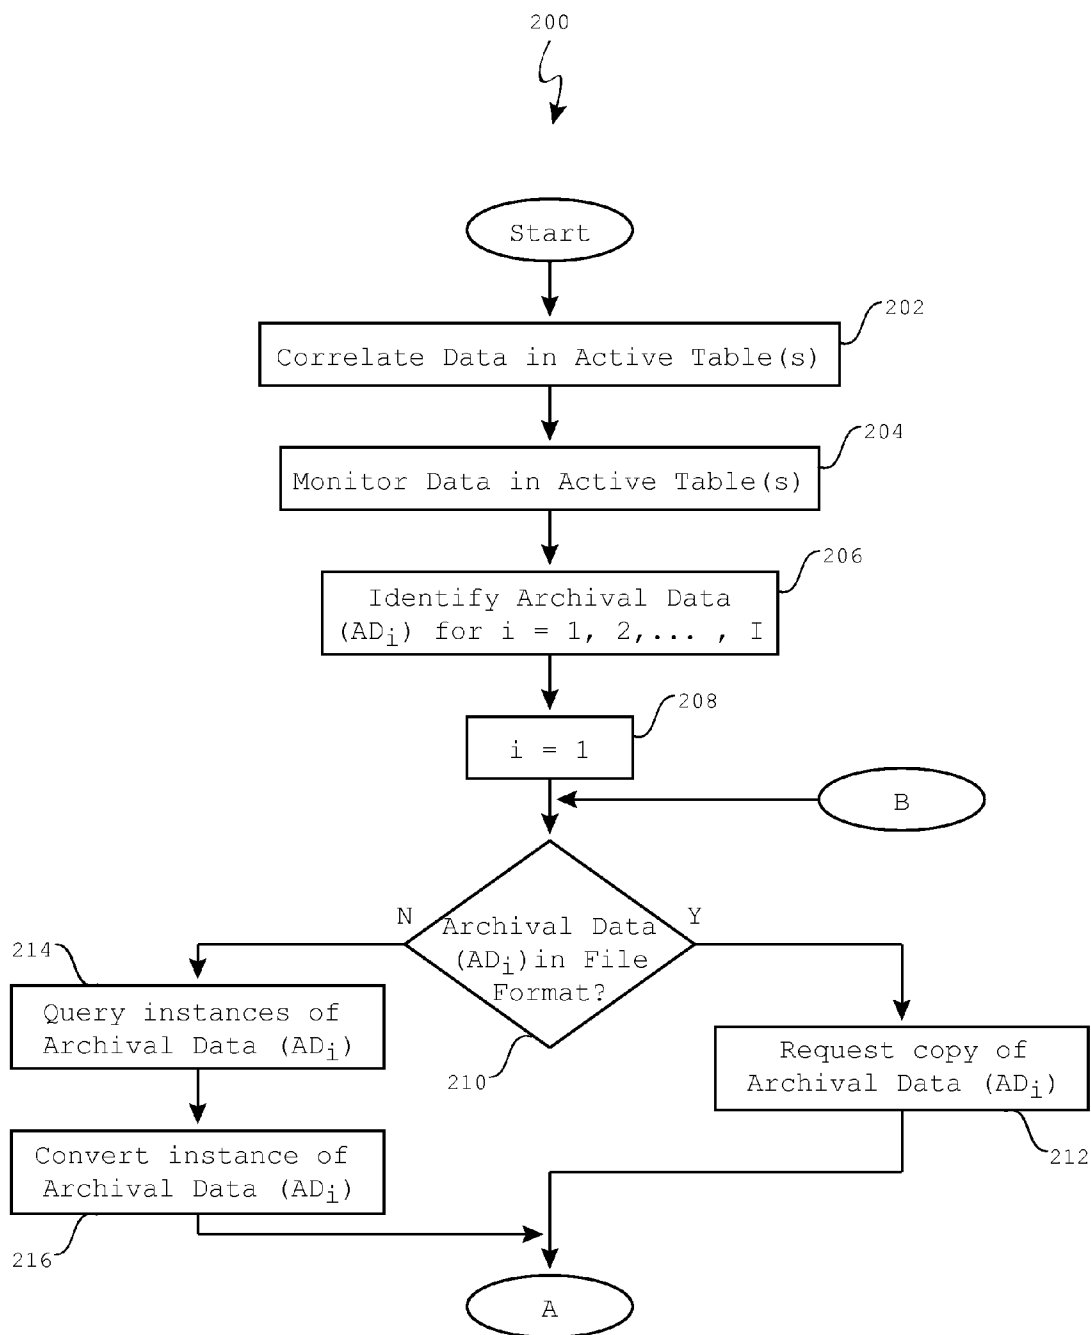 200
Start
202
Correlate Data in Active Table(s)
204
Monitor Data in Active Table(s)
206
Identify Archival Data
(ADi) for i = 1, 2,... , I
208
i = 1
B
N
Y
Archival Data
(ADi)in File
Format?
210
214
Query instances of
Archival Data (ADi)
Request copy of
Archival Data (ADi)
212
Convert instance of
Archival Data (ADi)
216
A